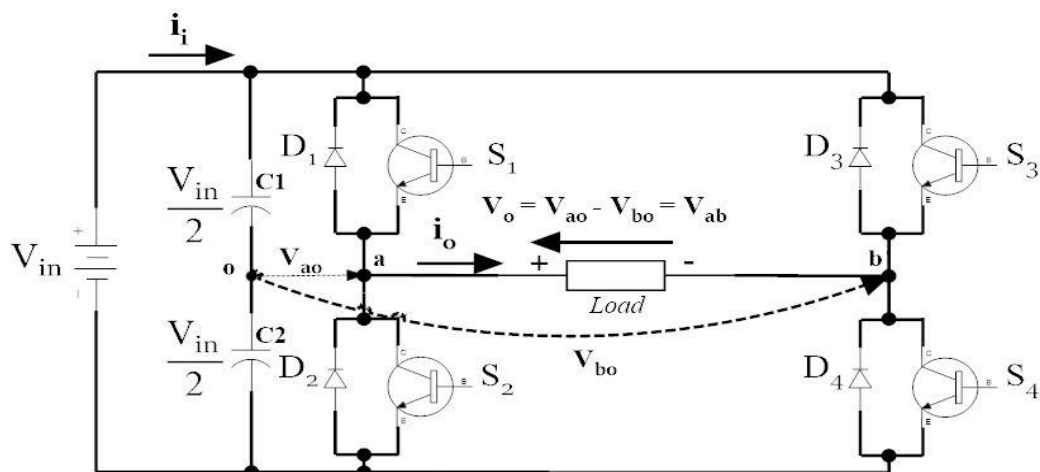 i_i
D_1
S_1
D_3
S_3
V_in/2
C1
V_o = V_ao - V_bo = V_ab
i_o
+
V_in
-
o
V_ao
a
+
-
b
Load
V_in/2
C2
V_bo
D_2
S_2
D_4
S_4
C
B
E
C
B
E
C
B
E
C
B
E